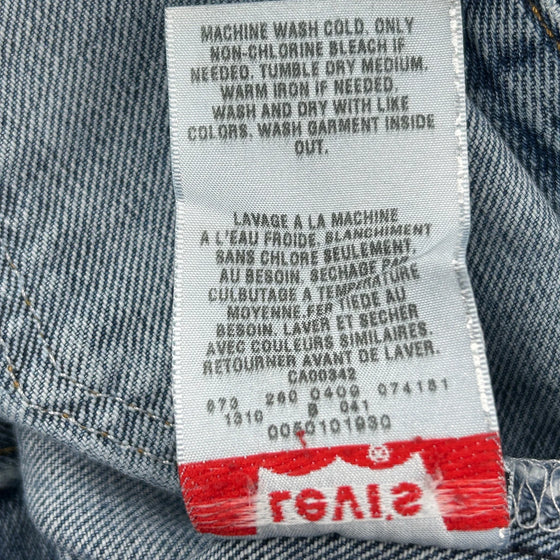 MACHINE WASH COLD. ONLY
NON-CHLORINE BLEACH IF
NEEDED. TUMBLE DRY MEDIUM.
WARM IRON IF NEEDED.
WASH AND DRY WITH LIKE
COLORS. WASH GARMENT INSIDE
OUT.
LAVAGE A LA MACHINE
A L'EAU FROIDE. BLANCHIMENT
SANS CHLORE SEULEMENT,
AU BESOIN. SECHAGE PAR
CULBUTAGE A TEMPERATURE
MOYENNE.FER TIEDE AU
BESOIN. LAVER ET SECHER
AVEC COULEURS SIMILAIRES.
RETOURNER AVANT DE LAVER.
CA00342
673 260 0409 074181
1310 8 041
0050101930
Levi's